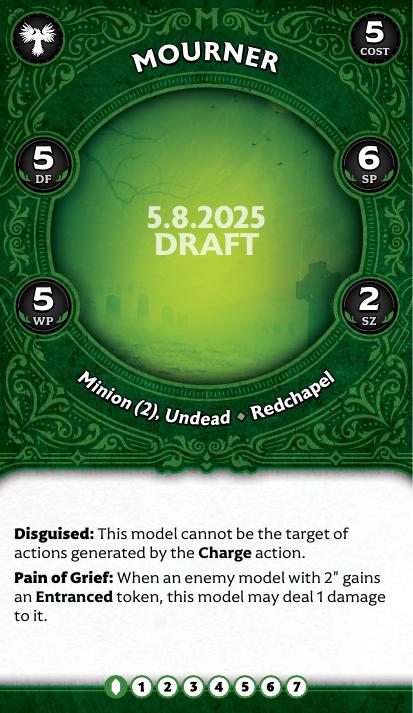 5
COST
MOURNER
5
DF
6
SP
5.8.2025
DRAFT
5
WP
2
SZ
Minion (2), Undead ⬥ Redchapel
Disguised: This model cannot be the target of
actions generated by the Charge action.
Pain of Grief: When an enemy model with 2" gains
an Entranced token, this model may deal 1 damage
to it.
1 2 3 4 5 6 7